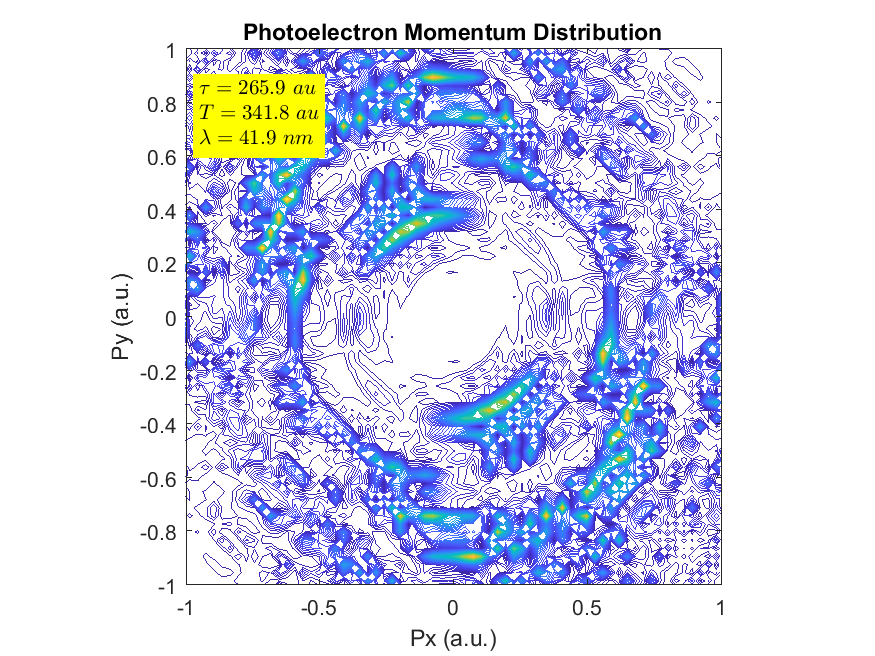 Photoelectron Momentum Distribution
τ = 265.9 au
T = 341.8 au
λ = 41.9 nm
1
0.8
0.6
0.4
0.2
0
-0.2
-0.4
-0.6
-0.8
-1
Py (a.u.)
-1 -0.5 0 0.5 1
Px (a.u.)